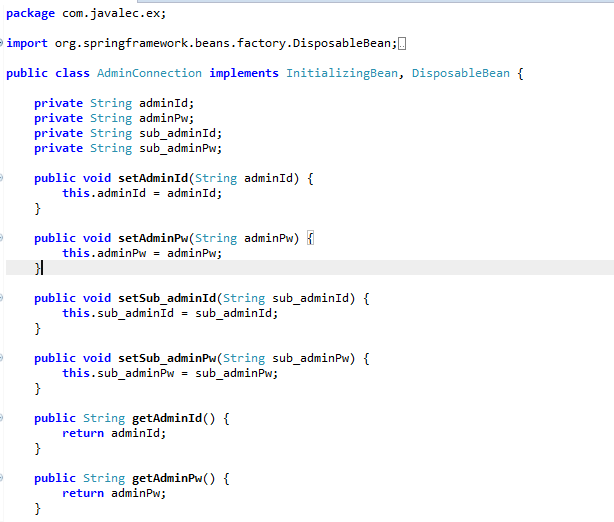 package com.javalec.ex;
import org.springframework.beans.factory.DisposableBean;
public class AdminConnection implements InitializingBean, DisposableBean {
private String adminId;
private String adminPw;
private String sub_adminId;
private String sub_adminPw;
public void setAdminId(String adminId) {
this.adminId = adminId;
}
public void setAdminPw(String adminPw) {
this.adminPw = adminPw;
}
public void setSub_adminId(String sub_adminId) {
this.sub_adminId = sub_adminId;
}
public void setSub_adminPw(String sub_adminPw) {
this.sub_adminPw = sub_adminPw;
}
public String getAdminId() {
return adminId;
}
public String getAdminPw() {
return adminPw;
}